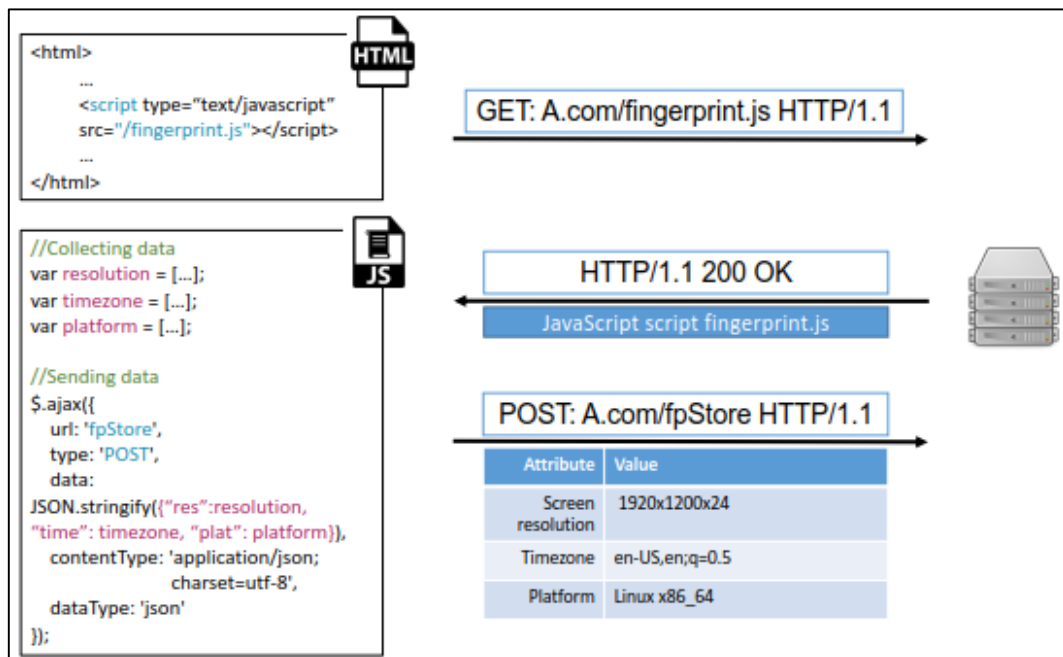 <html>
...
<script type=“text/javascript”
src="/fingerprint.js"></script>
...
</html>
HTML
GET: A.com/fingerprint.js HTTP/1.1
//Collecting data
var resolution = [...];
var timezone = [...];
var platform = [...];
//Sending data
$.ajax({
url: 'fpStore',
type: 'POST',
data:
JSON.stringify({“res”:resolution,
“time”: timezone, “plat”: platform}),
contentType: 'application/json;
charset=utf-8',
dataType: 'json'
});
JS
HTTP/1.1 200 OK
JavaScript script fingerprint.js
POST: A.com/fpStore HTTP/1.1
Attribute Value
Screen resolution 1920x1200x24
Timezone en-US,en;q=0.5
Platform Linux x86_64